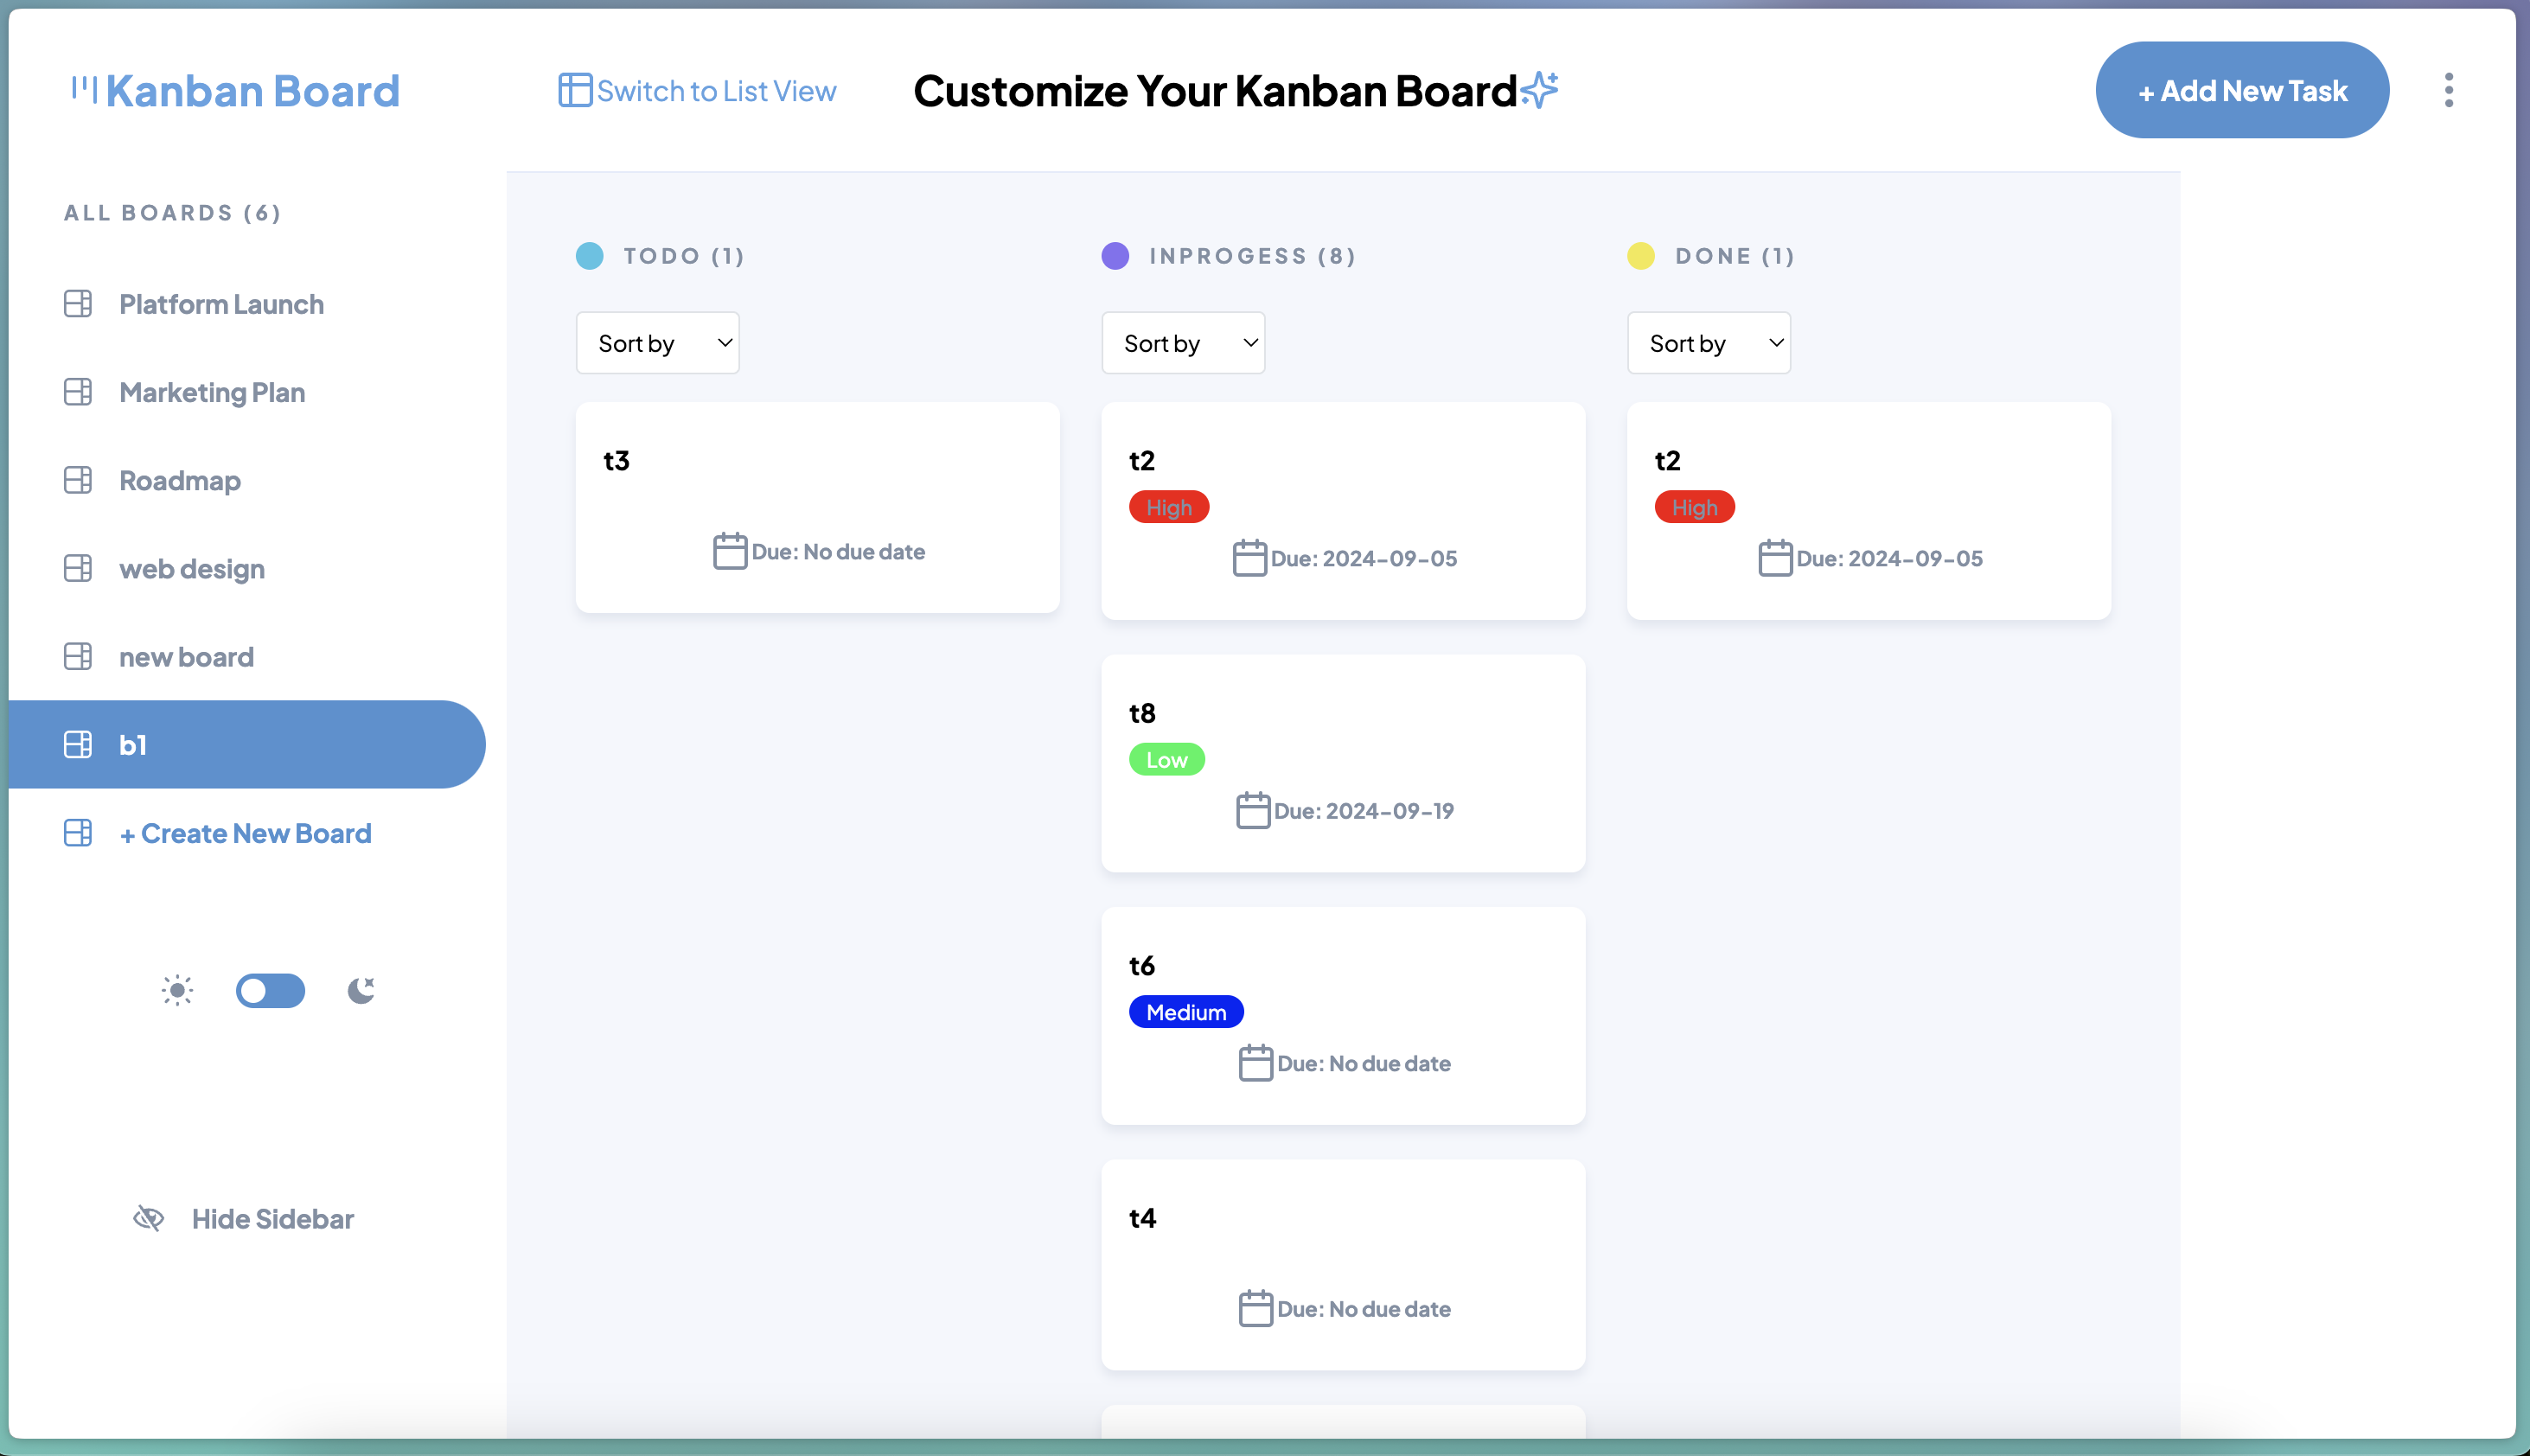 Kanban Board
Switch to List View
Customize Your Kanban Board
+ Add New Task
ALL BOARDS (6)
Platform Launch
Marketing Plan
Roadmap
web design
new board
b1
+ Create New Board
Hide Sidebar
TODO (1)
Sort by
t3
Due: No due date
INPROGESS (8)
Sort by
t2
High
Due: 2024-09-05
t8
Low
Due: 2024-09-19
t6
Medium
Due: No due date
t4
Due: No due date
DONE (1)
Sort by
t2
High
Due: 2024-09-05